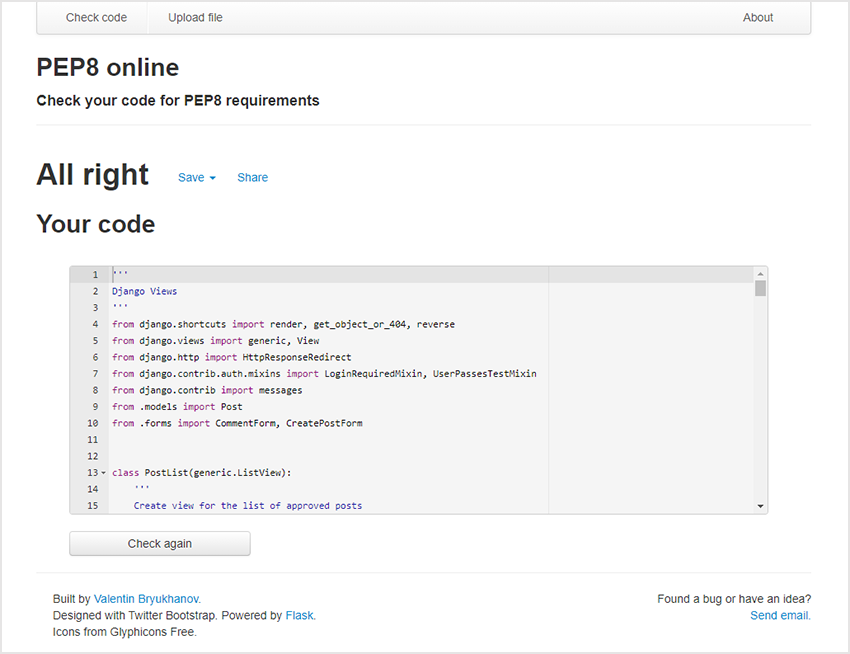 Check code Upload file About
PEP8 online
Check your code for PEP8 requirements
All right Save Share
Your code
1 '''
2 Django Views
3 '''
4 from django.shortcuts import render, get_object_or_404, reverse
5 from django.views import generic, View
6 from django.http import HttpResponseRedirect
7 from django.contrib.auth.mixins import LoginRequiredMixin, UserPassesTestMixin
8 from django.contrib import messages
9 from .models import Post
10 from .forms import CommentForm, CreatePostForm
11
12
13 class PostList(generic.ListView):
14     '''
15     Create view for the list of approved posts
Check again
Built by Valentin Bryukhanov. Found a bug or have an idea?
Designed with Twitter Bootstrap. Powered by Flask. Send email.
Icons from Glyphicons Free.